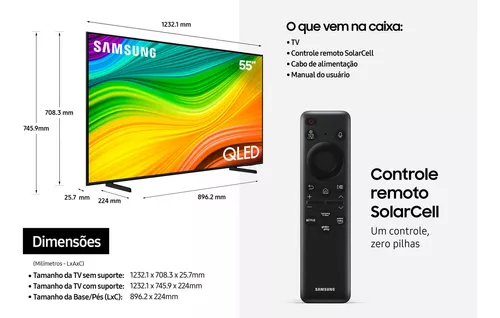 1232.1 mm
SAMSUNG
55"
708.3 mm
745.9mm
QLED
25.7 mm
224 mm
896.2 mm
Dimensões
(Milímetros - LxAxC)
• Tamanho da TV sem suporte: 1232.1 x 708.3 x 25.7mm
• Tamanho da TV com suporte: 1232.1 x 745.9 x 224mm
• Tamanho da Base/Pés (LxC): 896.2 x 224mm
O que vem na caixa:
• TV
• Controle remoto SolarCell
• Cabo de alimentação
• Manual do usuário
NETFLIX
SAMSUNG
Controle
remoto
SolarCell
Um controle,
zero pilhas